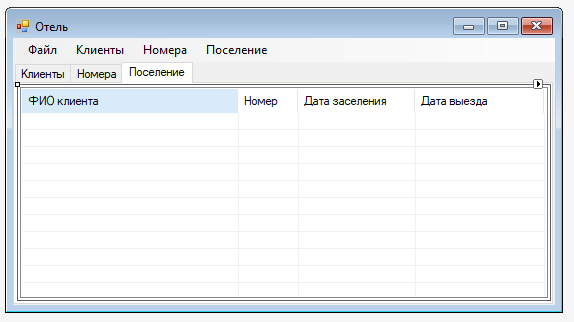 Отель
Файл Клиенты Номера Поселение
Клиенты Номера Поселение
ФИО клиента Номер Дата заселения Дата выезда